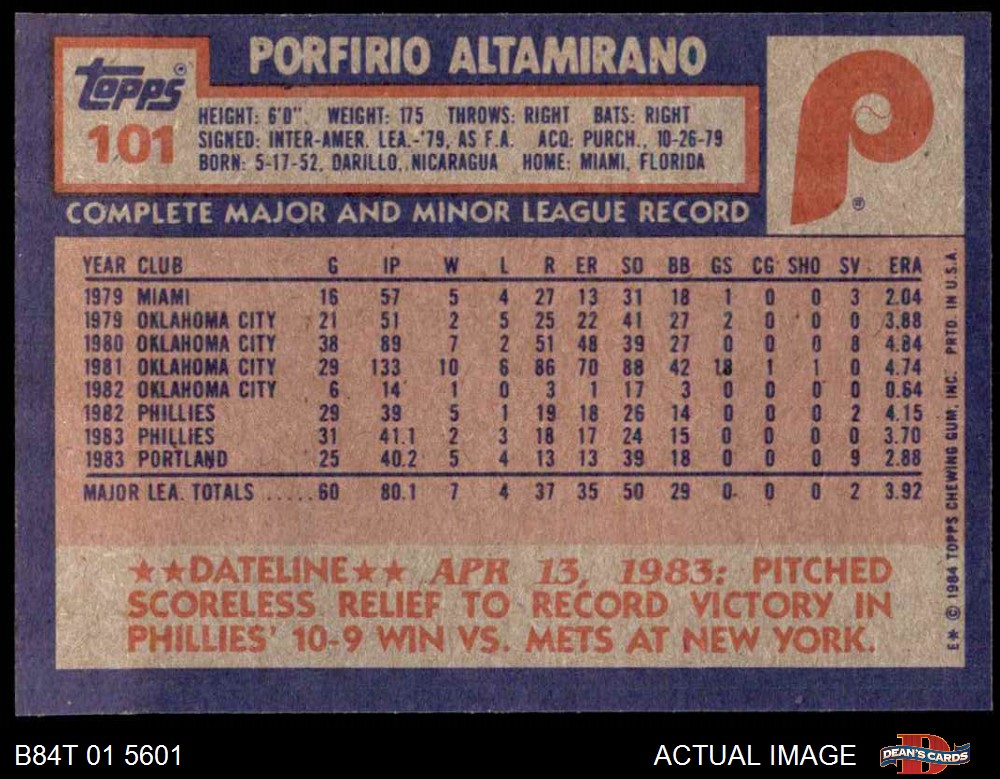 PORFIRIO ALTAMIRANO
topps®
101
HEIGHT: 6'0". WEIGHT: 175 THROWS: RIGHT BATS: RIGHT
SIGNED: INTER-AMER. LEA.-'79, AS F.A. ACQ: PURCH., 10-26-79
BORN: 5-17-52, DARILLO, NICARAGUA HOME: MIAMI, FLORIDA
P
®
COMPLETE MAJOR AND MINOR LEAGUE RECORD
YEAR CLUB G IP W L R ER SO BB GS CG SHO SV ERA
1979 MIAMI 16 57 5 4 27 13 31 18 1 0 0 3 2.04
1979 OKLAHOMA CITY 21 51 2 5 25 22 41 27 2 0 0 0 3.88
1980 OKLAHOMA CITY 38 89 7 2 51 48 39 27 0 0 0 8 4.84
1981 OKLAHOMA CITY 29 133 10 6 86 70 88 42 18 1 1 0 4.74
1982 OKLAHOMA CITY 6 14 1 0 3 1 17 3 0 0 0 0 0.64
1982 PHILLIES 29 39 5 1 19 18 26 14 0 0 0 2 4.15
1983 PHILLIES 31 41.1 2 3 18 17 24 15 0 0 0 0 3.70
1983 PORTLAND 25 40.2 5 4 13 13 39 18 0 0 0 9 2.88
MAJOR LEA. TOTALS ......60 80.1 7 4 37 35 50 29 0 0 0 2 3.92
★★DATELINE★★ APR 13, 1983: PITCHED
SCORELESS RELIEF TO RECORD VICTORY IN
PHILLIES' 10-9 WIN VS. METS AT NEW YORK.
E* © 1984 TOPPS CHEWING GUM, INC. PRTD. IN U.S.A.
B84T 01 5601
ACTUAL IMAGE
D
DEAN'S CARDS